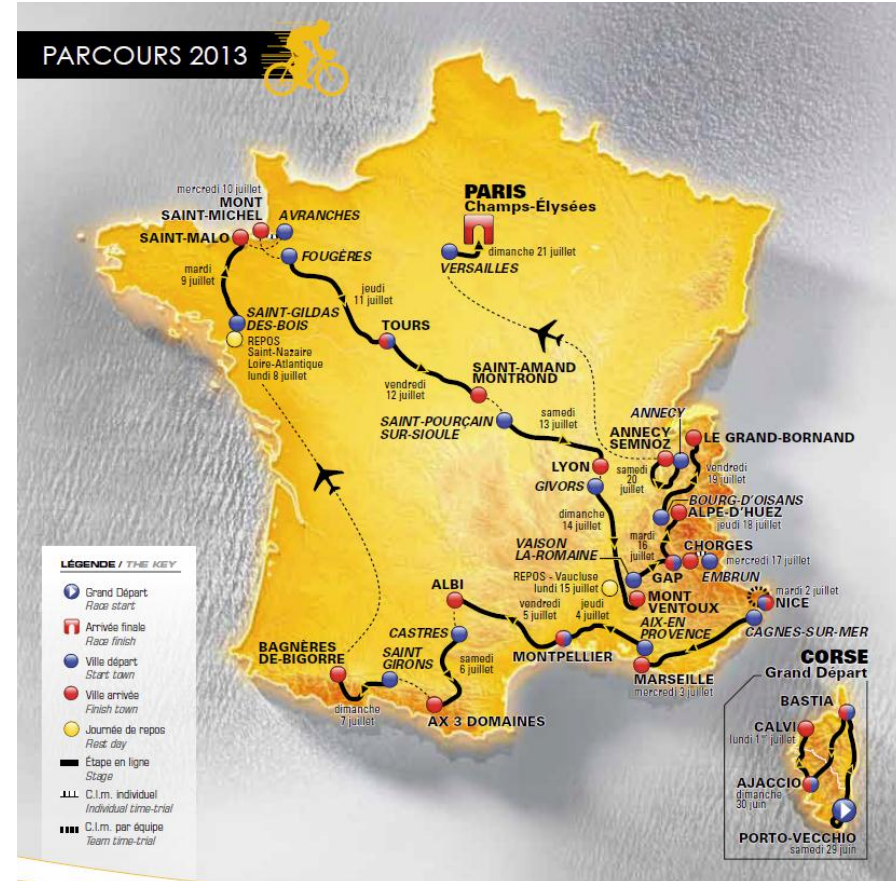 PARCOURS 2013
mercredi 10 juillet
MONT
SAINT-MICHEL
AVRANCHES
SAINT-MALO
FOUGÈRES
mardi
9 juillet
jeudi
11 juillet
SAINT-GILDAS
DES-BOIS
REPOS
Saint-Nazaire
Loire-Atlantique
lundi 8 juillet
PARIS
Champs-Élysées
dimanche 21 juillet
VERSAILLES
TOURS
vendredi
12 juillet
SAINT-AMAND
MONTROND
SAINT-POURÇAIN
SUR-SIOULE
samedi
13 juillet
LYON
GIVORS
dimanche
14 juillet
ANNECY
ANNECY
SEMNOZ
LE GRAND-BORNAND
samedi
20
juillet
vendredi
19 juillet
BOURG-D'OISANS
ALPE-D'HUEZ
jeudi 18 juillet
mardi
16
juillet
CHORGES
mercredi 17 juillet
VAISON
LA-ROMAINE
GAP
EMBRUN
REPOS - Vaucluse
lundi 15 juillet
MONT
VENTOUX
mardi 2 juillet
NICE
CAGNES-SUR-MER
AIX-EN
PROVENCE
MARSEILLE
mercredi 3 juillet
jeudi
4 juillet
MONTPELLIER
vendredi
5 juillet
ALBI
CASTRES
samedi
6 juillet
AX 3 DOMAINES
SAINT
GIRONS
BAGNÈRES
DE-BIGORRE
dimanche
7 juillet
CORSE
Grand Départ
BASTIA
CALVI
lundi 1er juillet
AJACCIO
dimanche
30 juin
PORTO-VECCHIO
samedi 29 juin
LÉGENDE / THE KEY
Grand Départ
Race start
Arrivée finale
Race finish
Ville départ
Start town
Ville arrivée
Finish town
Journée de repos
Rest day
Étape en ligne
Stage
C.l.m. individuel
Individual time-trial
C.l.m. par équipe
Team time-trial